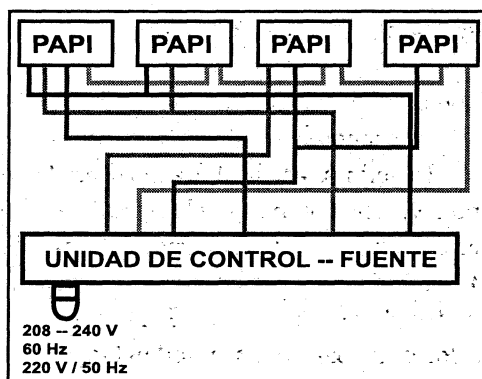 PAPI PAPI PAPI PAPI
UNIDAD DE CONTROL -- FUENTE
208 -- 240 V
60 Hz
220 V / 50 Hz